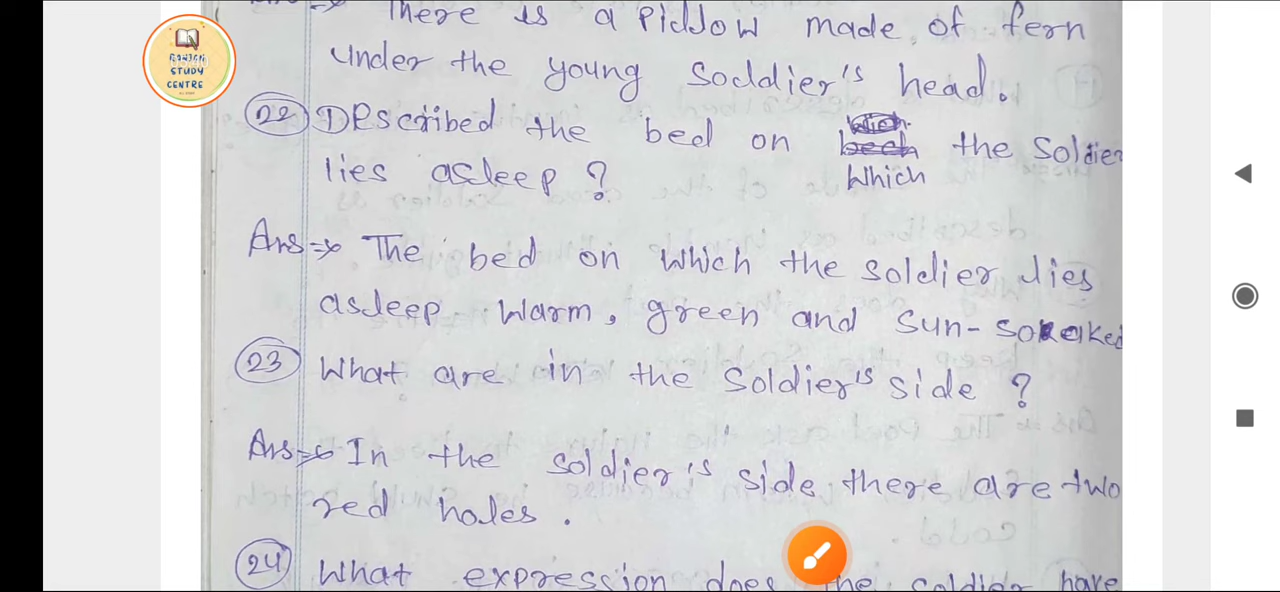 Ans⇒ There is a Pillow made of fern
under the young Soldier's head.
RANJAN
STUDY
CENTRE
(22) Described the bed on which the Soldier
lies asleep ?
Ans⇒ The bed on which the soldier lies
asleep warm, green and sun-soaked
(23) What are in the soldier's side ?
Ans⇒ In the soldier's side there are two
red holes.
(24) What expression does the soldier have